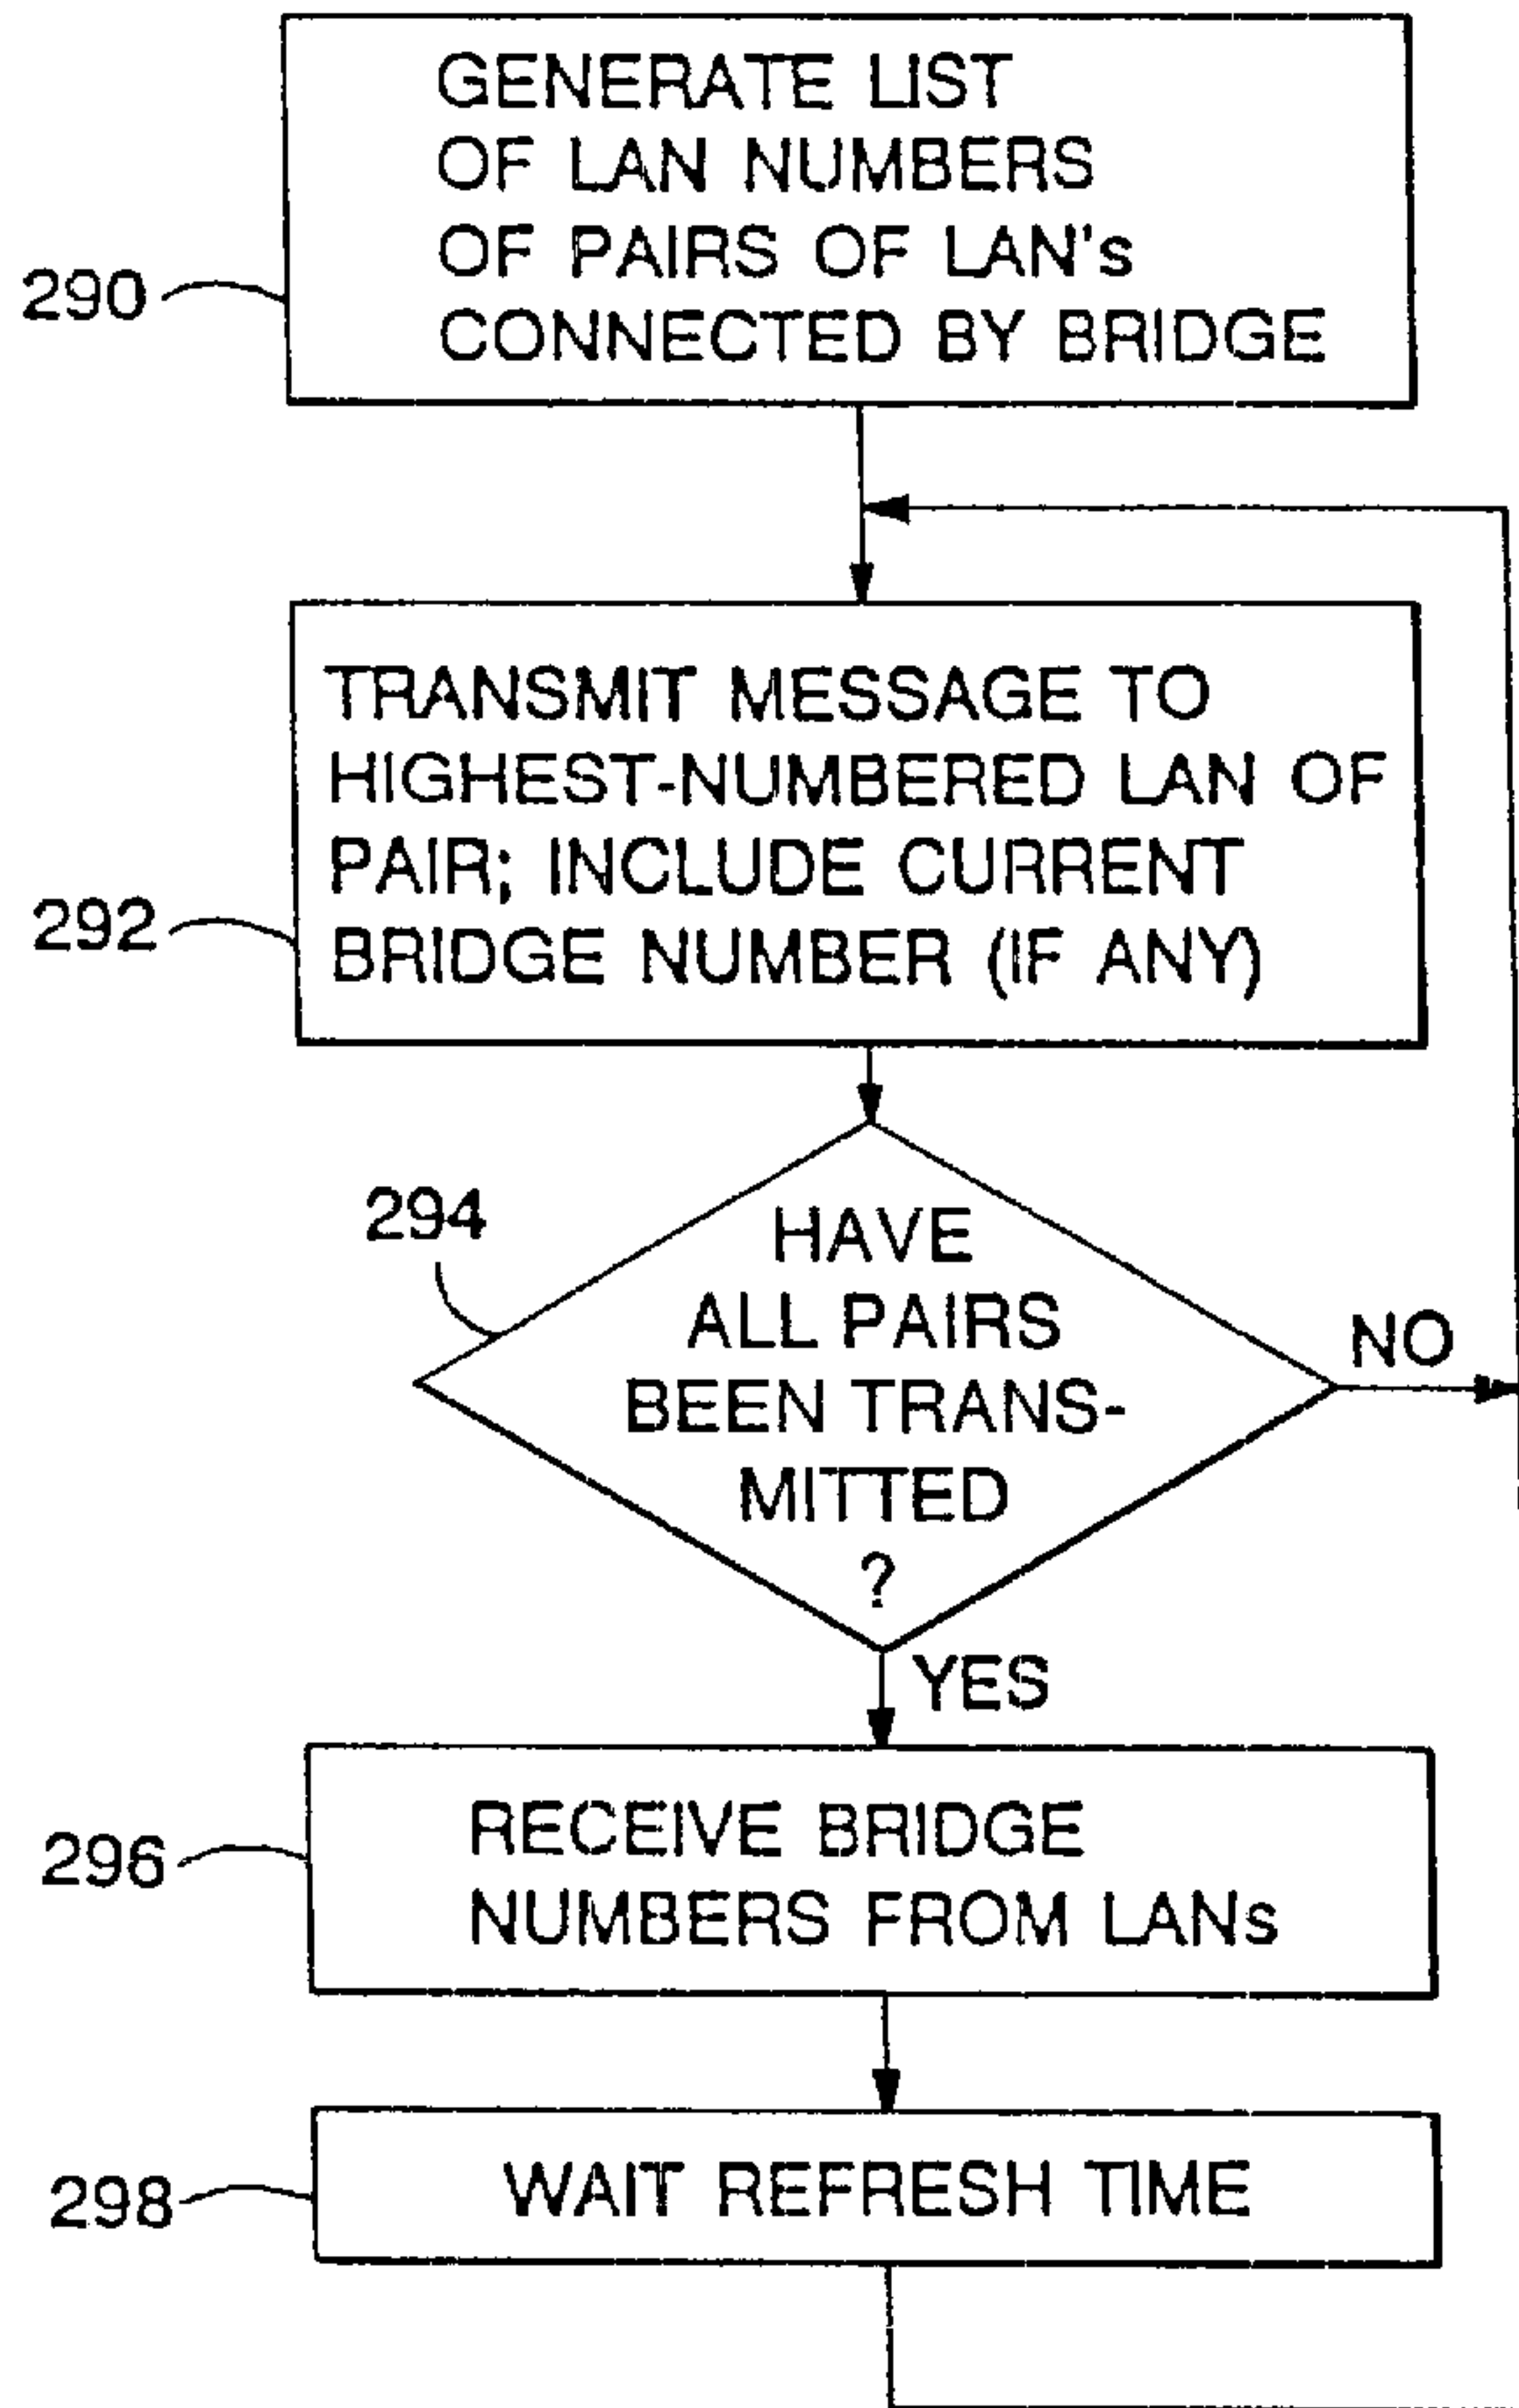 GENERATE LIST
OF LAN NUMBERS
OF PAIRS OF LAN's
CONNECTED BY BRIDGE
290
TRANSMIT MESSAGE TO
HIGHEST-NUMBERED LAN OF
PAIR; INCLUDE CURRENT
BRIDGE NUMBER (IF ANY)
292
294
HAVE
ALL PAIRS
BEEN TRANS-
MITTED
?
NO
YES
RECEIVE BRIDGE
NUMBERS FROM LANs
296
WAIT REFRESH TIME
298